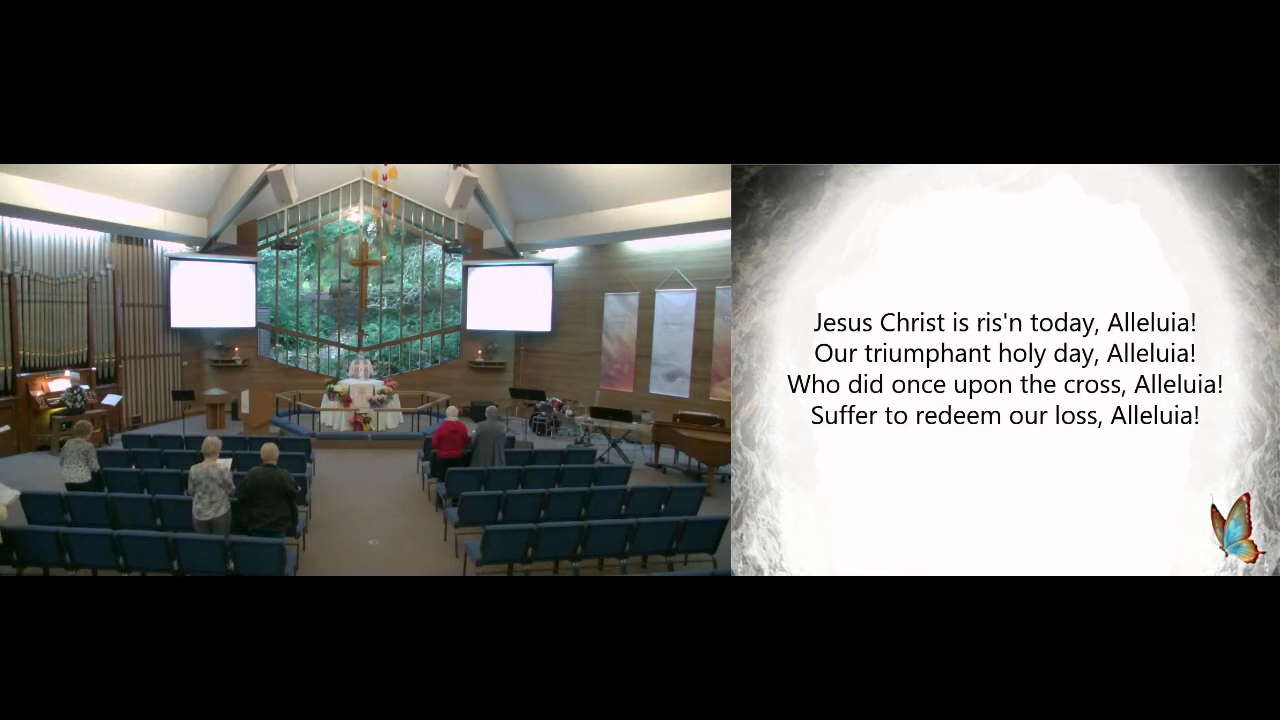 Jesus Christ is ris'n today, Alleluia!
Our triumphant holy day, Alleluia!
Who did once upon the cross, Alleluia!
Suffer to redeem our loss, Alleluia!